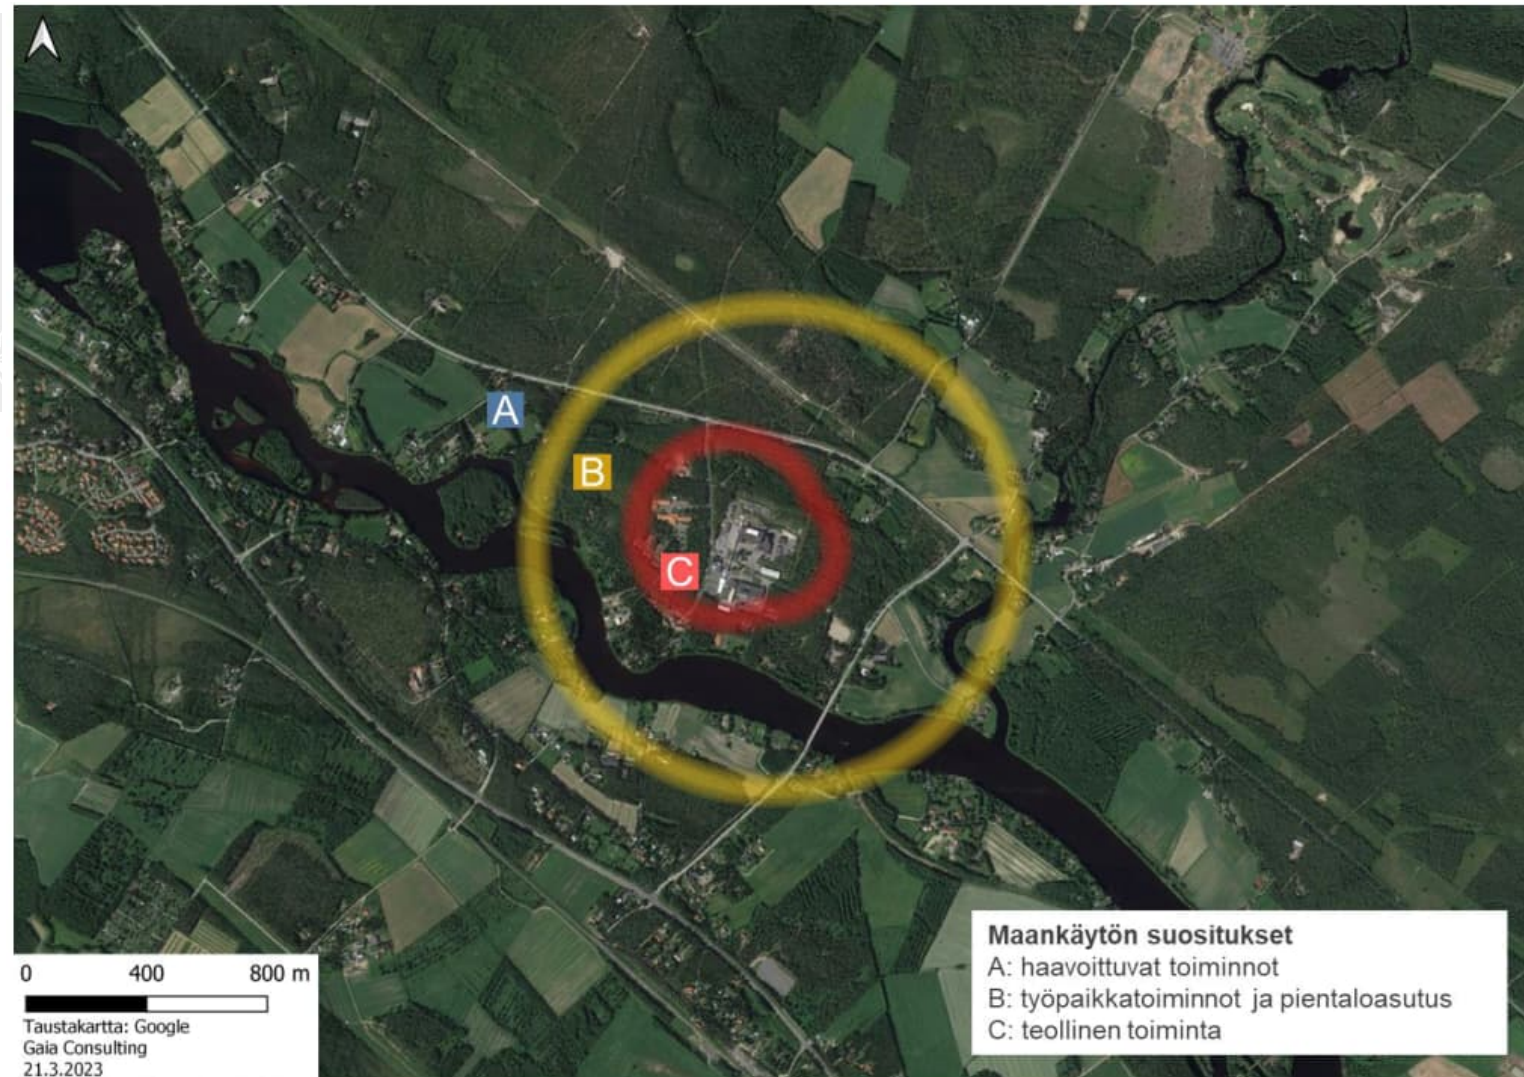 A
B
C
Maankäytön suositukset
A: haavoittuvat toiminnot
B: työpaikkatoiminnot ja pientaloasutus
C: teollinen toiminta
0 400 800 m
Taustakartta: Google
Gaia Consulting
21.3.2023